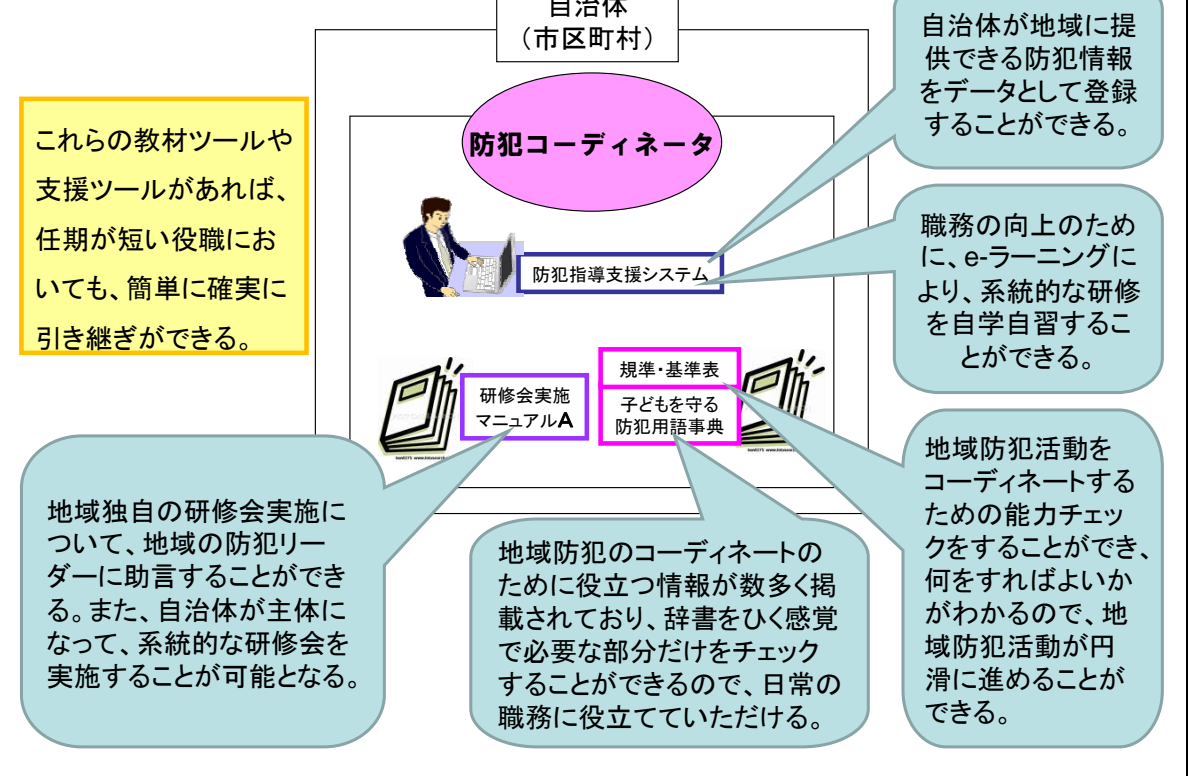 自治体
（市区町村）
防犯コーディネータ
自治体が地域に提
供できる防犯情報
をデータとして登録
することができる。
これらの教材ツールや
支援ツールがあれば、
任期が短い役職にお
いても、簡単に確実に
引き継ぎができる。
防犯指導支援システム
職務の向上のため
に、e-ラーニングに
より、系統的な研修
を自学自習するこ
とができる。
研修会実施
マニュアルA
規準・基準表
子どもを守る
防犯用語事典
地域独自の研修会実施に
ついて、地域の防犯リー
ダーに助言することができ
る。また、自治体が主体に
なって、系統的な研修会を
実施することが可能となる。
地域防犯のコーディネートの
ために役立つ情報が数多く掲
載されており、辞書をひく感覚
で必要な部分だけをチェック
することができるので、日常の
職務に役立てていただける。
地域防犯活動を
コーディネートする
ための能力チェッ
クをすることができ、
何をすればよいか
がわかるので、地
域防犯活動が円
滑に進めることが
できる。